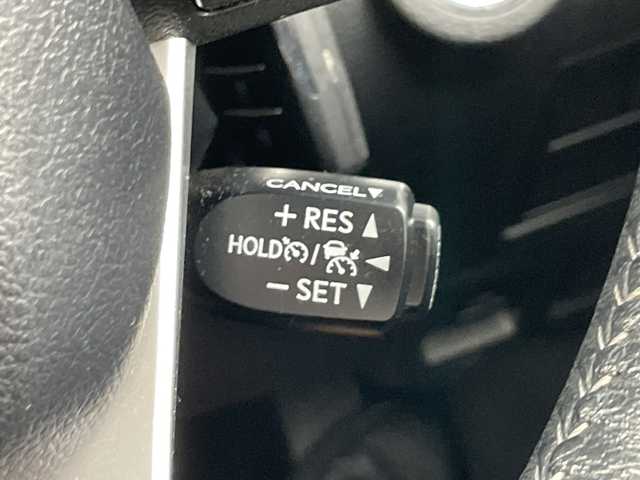 CANCEL▼
+ RES ▲
HOLD / ◀
− SET ▼